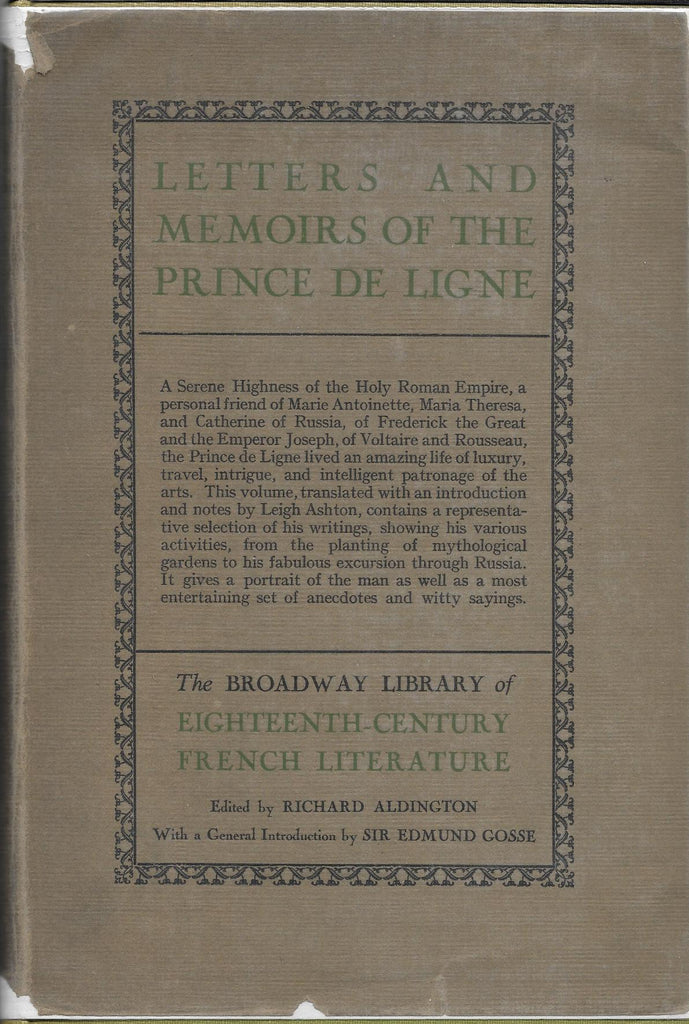 LETTERS AND
MEMOIRS OF THE
PRINCE DE LIGNE
A Serene Highness of the Holy Roman Empire, a
personal friend of Marie Antoinette, Maria Theresa,
and Catherine of Russia, of Frederick the Great
and the Emperor Joseph, of Voltaire and Rousseau,
the Prince de Ligne lived an amazing life of luxury,
travel, intrigue, and intelligent patronage of the
arts. This volume, translated with an introduction
and notes by Leigh Ashton, contains a representa-
tive selection of his writings, showing his various
activities, from the planting of mythological
gardens to his fabulous excursion through Russia.
It gives a portrait of the man as well as a most
entertaining set of anecdotes and witty sayings.
The BROADWAY LIBRARY of
EIGHTEENTH-CENTURY
FRENCH LITERATURE
Edited by RICHARD ALDINGTON
With a General Introduction by SIR EDMUND GOSSE